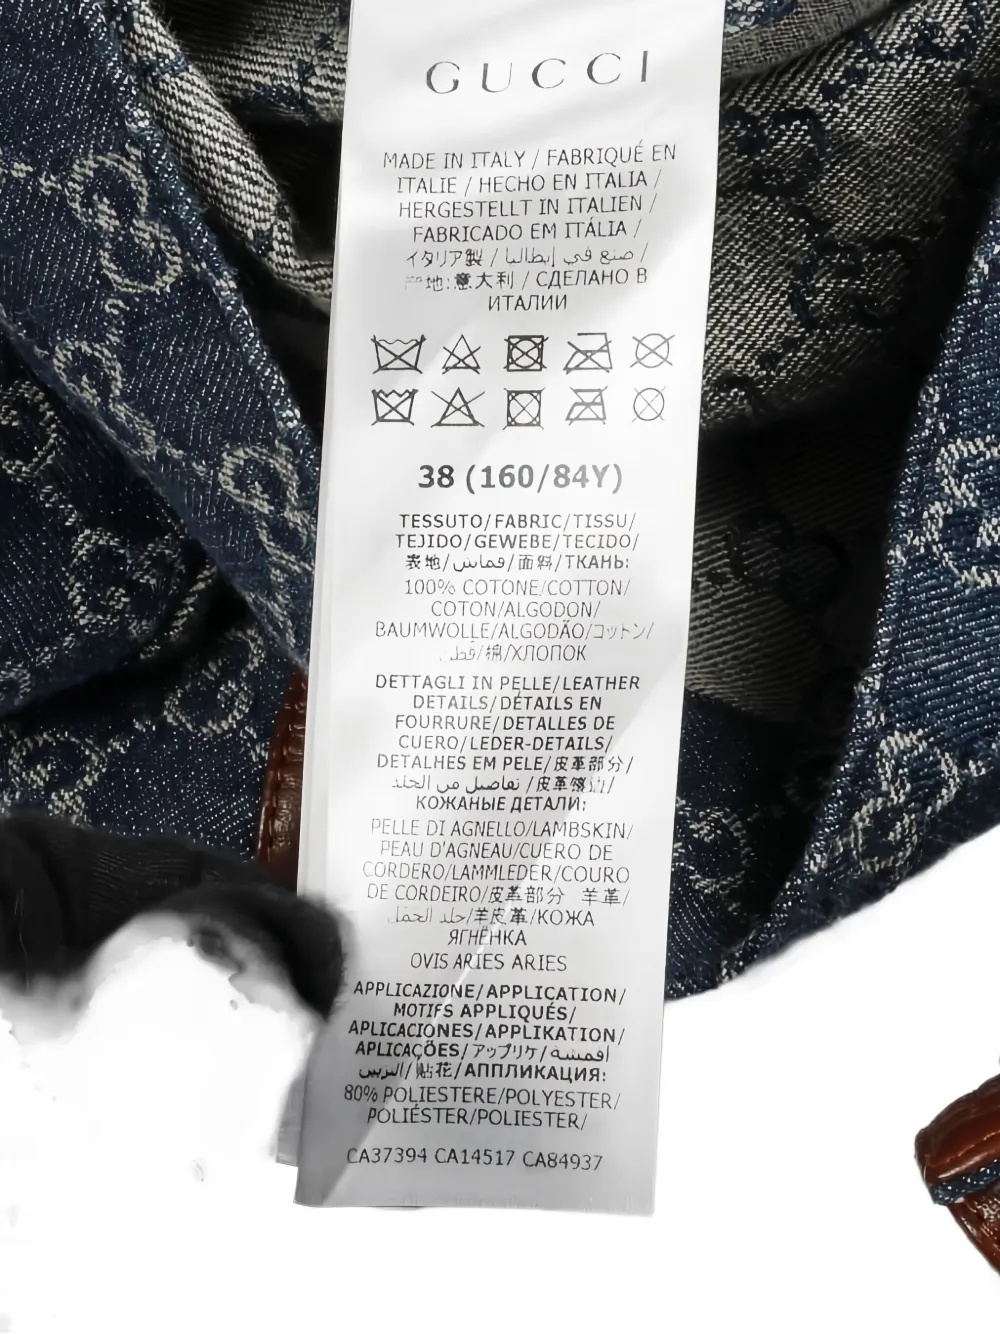 GUCCI
MADE IN ITALY / FABRIQUÉ EN
ITALIE / HECHO EN ITALIA /
HERGESTELLT IN ITALIEN /
FABRICADO EM ITÁLIA /
イタリア製 / صنع في إيطاليا /
地:意大利 / СДЕЛАНО В
ИТАЛИИ
38 (160/84Y)
TESSUTO/FABRIC/TISSU/
TEJIDO/GEWEBE/TECIDO/
表地/قماش/面料/ТКАНЬ:
100% COTONE/COTTON/
COTON/ALGODON/
BAUMWOLLE/ALGODÃO/コットン/
قطن/棉/ХЛОПОК
DETTAGLI IN PELLE/LEATHER
DETAILS/DÉTAILS EN
FOURRURE/DETALLES DE
CUERO/LEDER-DETAILS/
DETALHES EM PELE/皮革部分/
تفاصيل من الجلد/皮革
КОЖАНЫЕ ДЕТАЛИ:
PELLE DI AGNELLO/LAMBSKIN/
PEAU D'AGNEAU/CUERO DE
CORDERO/LAMMLEDER/COURO
DE CORDEIRO/皮革部分 羊革/
جلد الحمل/羊皮革/КОЖА
ЯГНЁНКА
OVIS ARIES ARIES
APPLICAZIONE/APPLICATION/
MOTIFS APPLIQUÉS/
APLICACIONES/APPLIKATION/
APLICAÇÕES/アップリケ/اقمشة
/貼花/АППЛИКАЦИЯ:
80% POLIESTERE/POLYESTER/
POLIÉSTER/POLIESTER/
CA37394 CA14517 CA84937